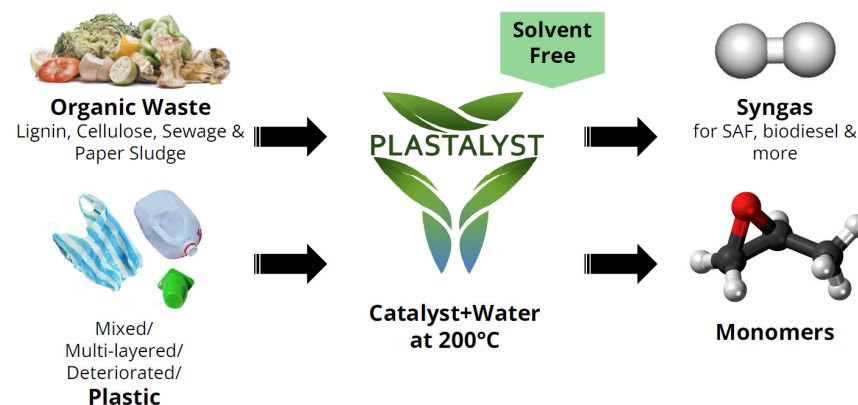 Solvent
Free
Organic Waste
Lignin, Cellulose, Sewage &
Paper Sludge
PLASTALYST
Syngas
for SAF, biodiesel &
more
Mixed/
Multi-layered/
Deteriorated/
Plastic
Catalyst+Water
at 200°C
Monomers